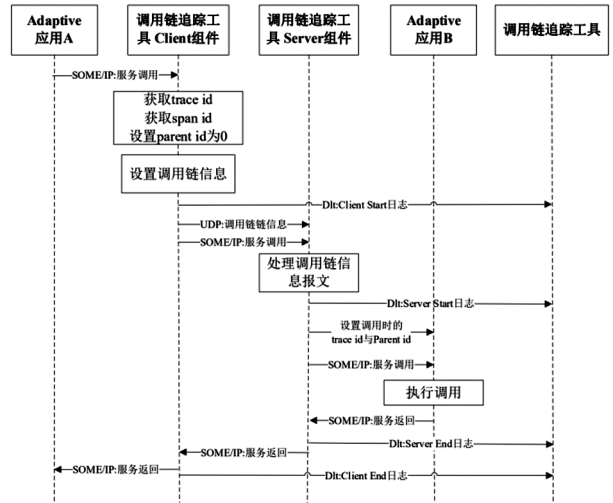 Adaptive
应用A
调用链追踪工
具 Client组件
调用链追踪工
具 Server组件
Adaptive
应用B
调用链追踪工具
SOME/IP:服务调用
获取trace id
获取span id
设置parent id为0
设置调用链信息
Dlt:Client Start日志
UDP:调用链链信息
SOME/IP:服务调用
处理调用链信
息报文
Dlt:Server Start日志
设置调用时的
trace id与Parent id
SOME/IP:服务调用
执行调用
SOME/IP:服务返回
Dlt:Server End日志
SOME/IP:服务返回
SOME/IP:服务返回
Dlt:Client End日志